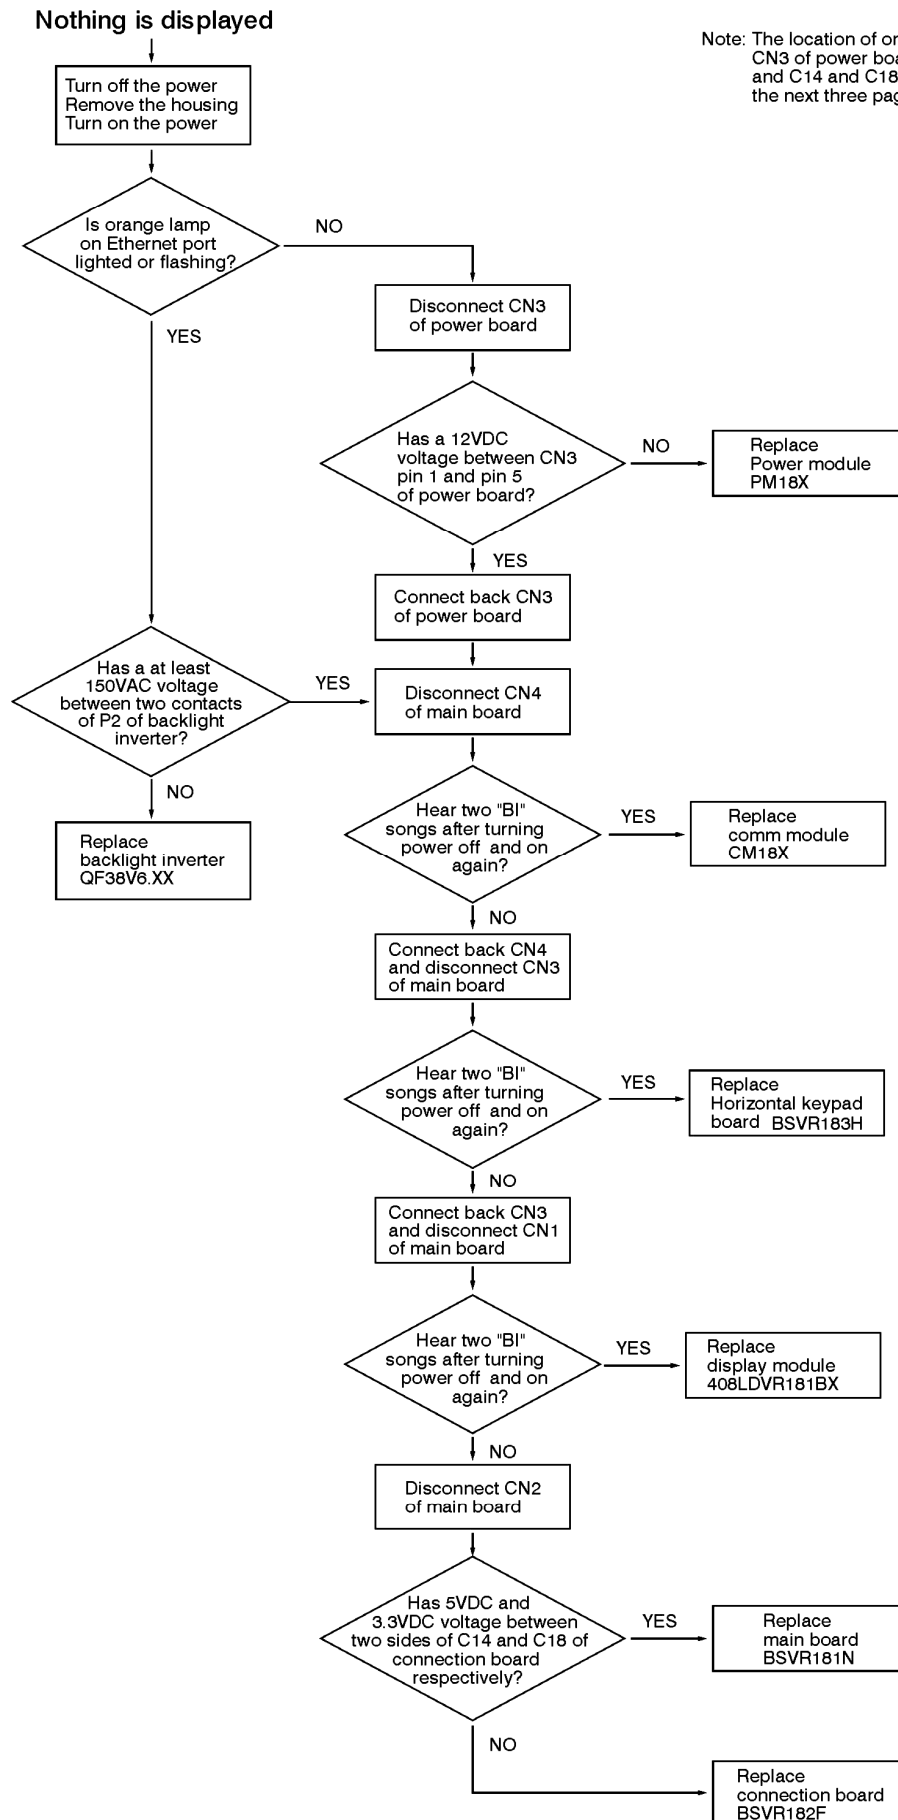 Nothing is displayed
Note: The location of or
CN3 of power boa
and C14 and C18
the next three pag
Turn off the power
Remove the housing
Turn on the power
Is orange lamp
on Ethernet port
lighted or flashing?
NO
YES
Disconnect CN3
of power board
Has a 12VDC
voltage between CN3
pin 1 and pin 5
of power board?
NO
Replace
Power module
PM18X
YES
Connect back CN3
of power board
Has a at least
150VAC voltage
between two contacts
of P2 of backlight
inverter?
YES
NO
Replace
backlight inverter
QF38V6.XX
Disconnect CN4
of main board
Hear two "BI"
songs after turning
power off and on
again?
YES
Replace
comm module
CM18X
NO
Connect back CN4
and disconnect CN3
of main board
Hear two "BI"
songs after turning
power off and on
again?
YES
Replace
Horizontal keypad
board BSVR183H
NO
Connect back CN3
and disconnect CN1
of main board
Hear two "BI"
songs after turning
power off and on
again?
YES
Replace
display module
408LDVR181BX
NO
Disconnect CN2
of main board
Has 5VDC and
3.3VDC voltage between
two sides of C14 and C18 of
connection board
respectively?
YES
Replace
main board
BSVR181N
NO
Replace
connection board
BSVR182F